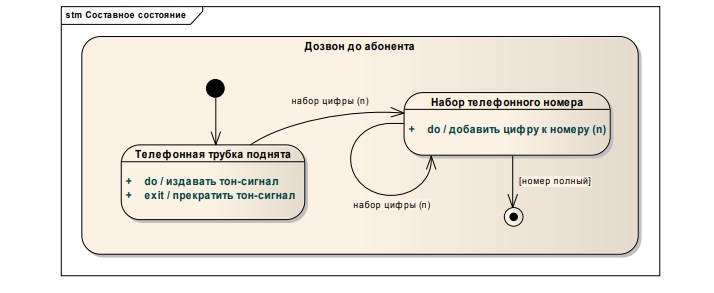 stm Составное состояние
Дозвон до абонента
набор цифры (n)
Набор телефонного номера
+ do / добавить цифру к номеру (n)
Телефонная трубка поднята
+ do / издавать тон-сигнал
+ exit / прекратить тон-сигнал
[номер полный]
набор цифры (n)